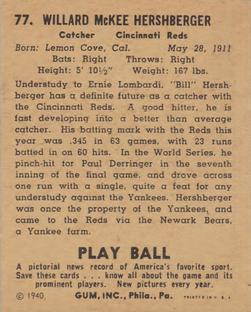 77. WILLARD McKEE HERSHBERGER
Catcher Cincinnati Reds
Born: Lemon Cove, Cal. May 28, 1911
Bats: Right Throws: Right
Height: 5' 10½" Weight: 167 lbs.
Understudy to Ernie Lombardi, "Bill" Hersh-
berger has a definite future as a catcher with
the Cincinnati Reds. A good hitter, he is
fast developing into a better than average
catcher. His batting mark with the Reds this
year was .345 in 63 games, with 23 runs
batted in on 60 hits. In the World Series, he
pinch-hit for Paul Derringer in the seventh
inning of the final game, and drove across
one run with a single, quite a feat for any
understudy against the Yankees. Hershberger
was once the property of the Yankees, and
came to the Reds via the Newark Bears,
a Yankee farm.
PLAY BALL
A pictorial news record of America's favorite sport.
Save these cards . . . know all about the game and its
prominent players. New pictures every year.
© 1940, GUM, INC., Phila., Pa. PRINTED IN U. S. A.